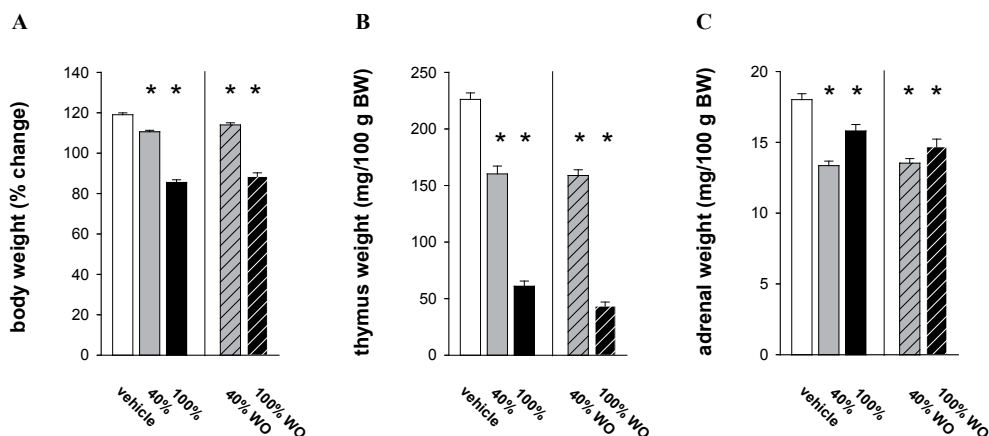 A
B
C
body weight (% change)
140
120
100
80
60
40
20
0
* *
* *
vehicle
40%
100%
40% WO
100% WO
thymus weight (mg/100 g BW)
250
200
150
100
50
0
* *
* *
vehicle
40%
100%
40% WO
100% WO
adrenal weight (mg/100 g BW)
20
15
10
5
0
* *
* *
vehicle
40%
100%
40% WO
100% WO